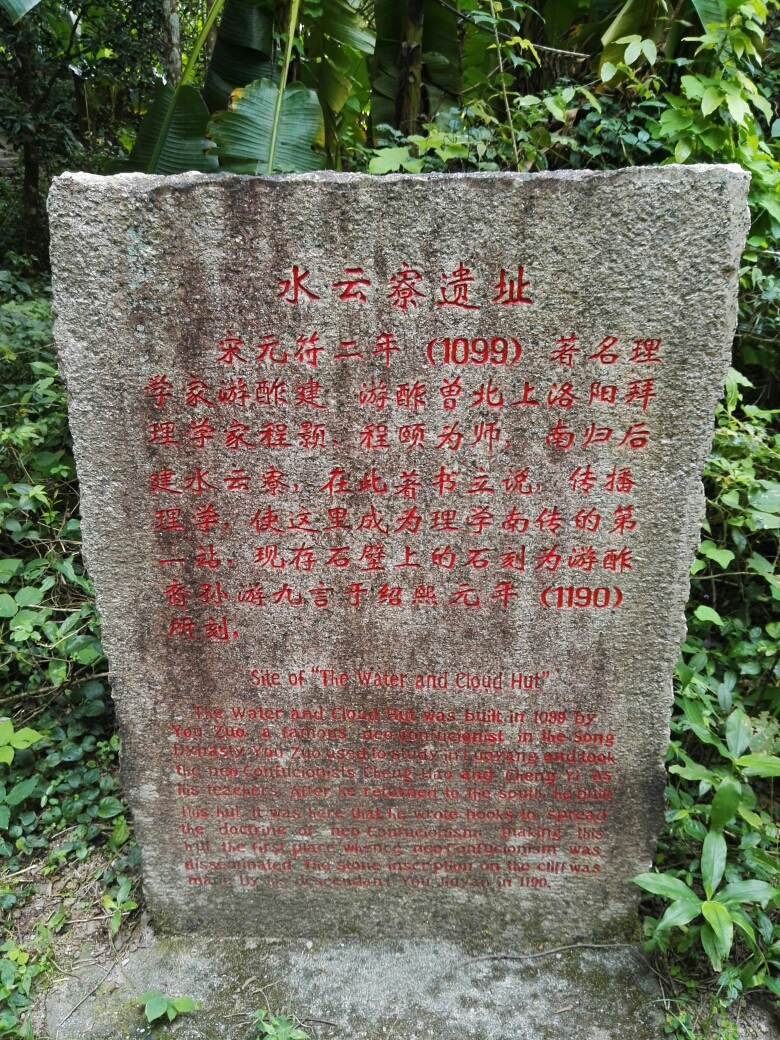 水云寮遗址
宋元符二年 (1099) 著名理
学家游酢建. 游酢曾北上洛阳拜
理学家程颢. 程颐为师, 南归后
建水云寮, 在此著书立说, 传播
理学, 使这里成为理学南传的第
一站. 现存石壁上的石刻为游酢
裔孙游九言于绍熙元年 (1190)
所刻,
Site of "The Water and Cloud Hut"
The Water and Cloud Hut was built in 1099 by
You Zuo, a famous neo-confucionist in the Song
Dynasty You Zuo used to study in Luoyang and took
the neo-Confucionists Cheng Hao and Cheng Yi as
his teachers. After he returned to the south, he build
this hut. It was here that he wrote books to spread
the doctrine of neo-Confucionism making this
hut the first place whence neo-Confucionism was
disseminated. The stone inscription on the cliff was
made by his descendant You Jiuyan in 1190.